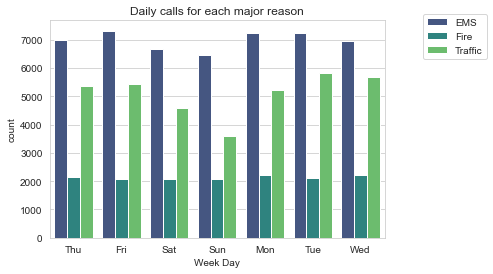 Daily calls for each major reason
EMS
Fire
Traffic
7000
6000
5000
4000
3000
2000
1000
0
count
Thu Fri Sat Sun Mon Tue Wed
Week Day